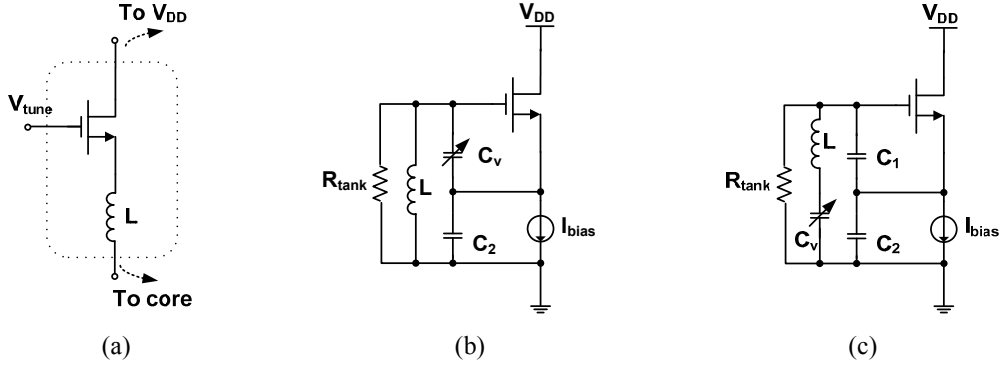 To V_DD
V_tune
L
To core
(a)
V_DD
R_tank
L
C_v
C_2
I_bias
(b)
V_DD
R_tank
L
C_1
C_v
C_2
I_bias
(c)